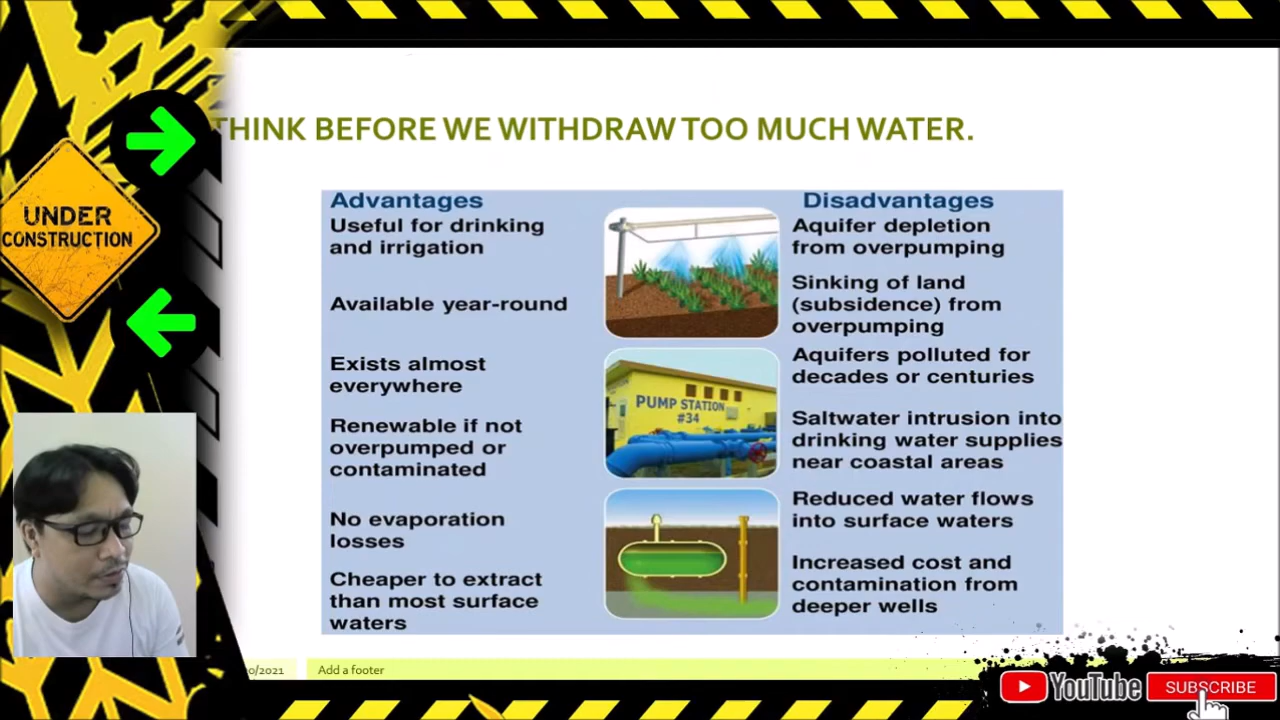 THINK BEFORE WE WITHDRAW TOO MUCH WATER.
UNDER
CONSTRUCTION
Advantages
Useful for drinking
and irrigation
Available year-round
Exists almost
everywhere
Renewable if not
overpumped or
contaminated
No evaporation
losses
Cheaper to extract
than most surface
waters
PUMP STATION
#34
Disadvantages
Aquifer depletion
from overpumping
Sinking of land
(subsidence) from
overpumping
Aquifers polluted for
decades or centuries
Saltwater intrusion into
drinking water supplies
near coastal areas
Reduced water flows
into surface waters
Increased cost and
contamination from
deeper wells
0/2021
Add a footer
YouTube
SUBSCRIBE